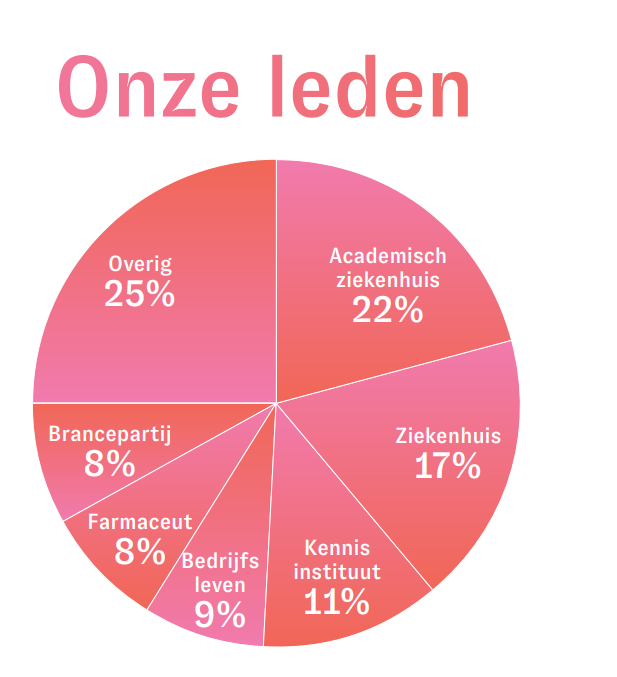 Onze leden
Overig
25%
Academisch
ziekenhuis
22%
Ziekenhuis
17%
Kennis
instituut
11%
Bedrijfs
leven
9%
Farmaceut
8%
Brancepartij
8%